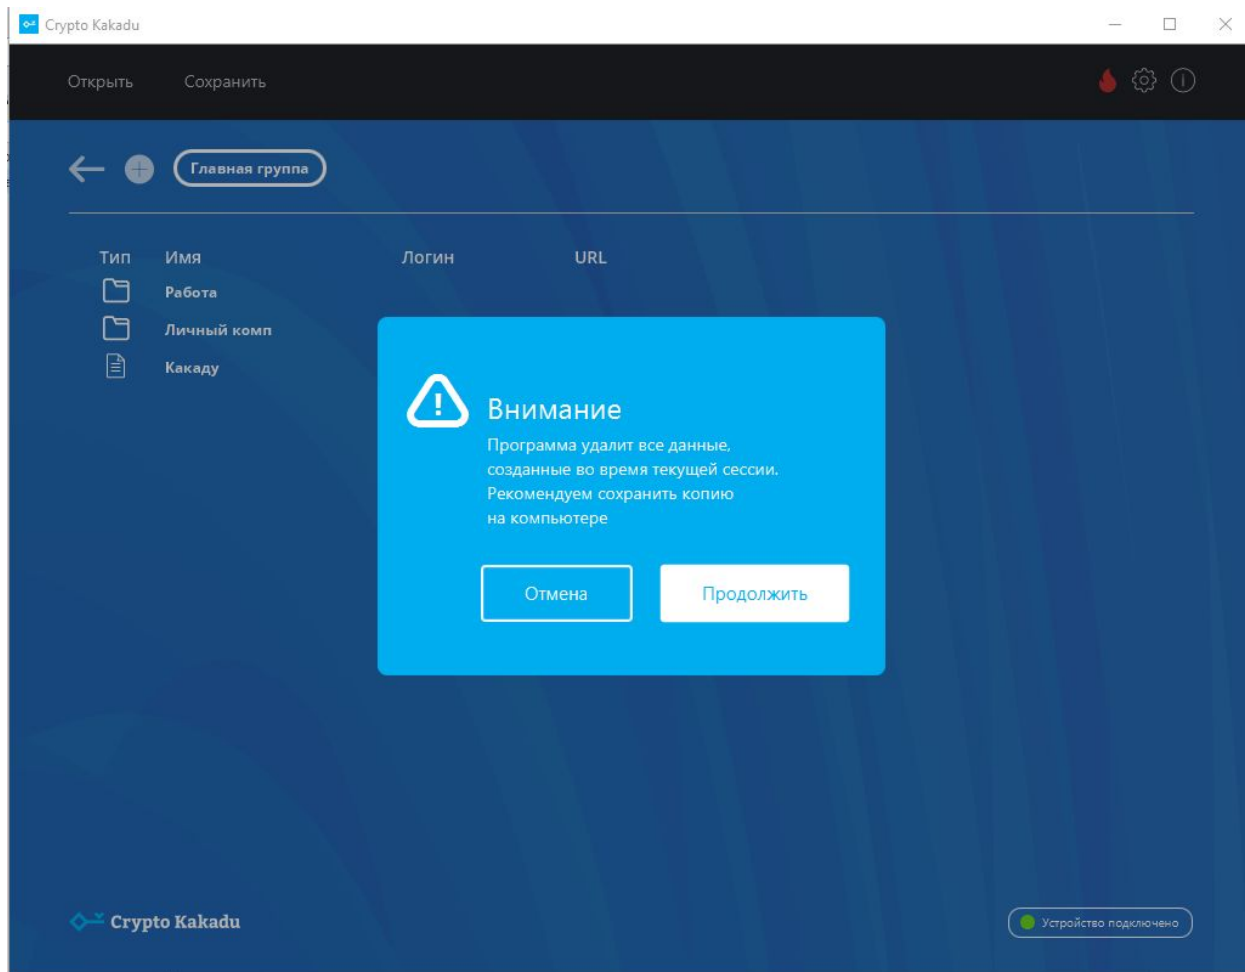 Crypto Kakadu
Открыть Сохранить
Главная группа
Тип Имя Логин URL
Работа
Личный комп
Какаду
Внимание
Программа удалит все данные,
созданные во время текущей сессии.
Рекомендуем сохранить копию
на компьютере
Отмена Продолжить
Crypto Kakadu
Устройство подключено